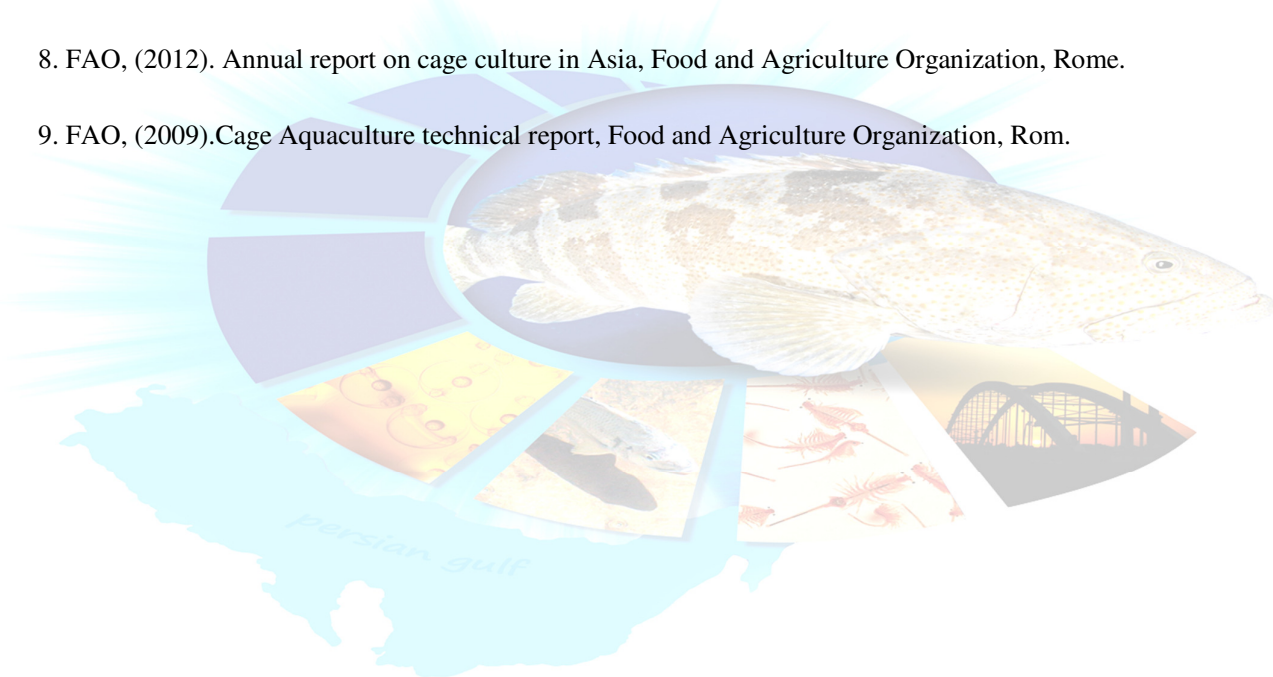 8. FAO, (2012). Annual report on cage culture in Asia, Food and Agriculture Organization, Rome.
9. FAO, (2009).Cage Aquaculture technical report, Food and Agriculture Organization, Rom.
persian gulf